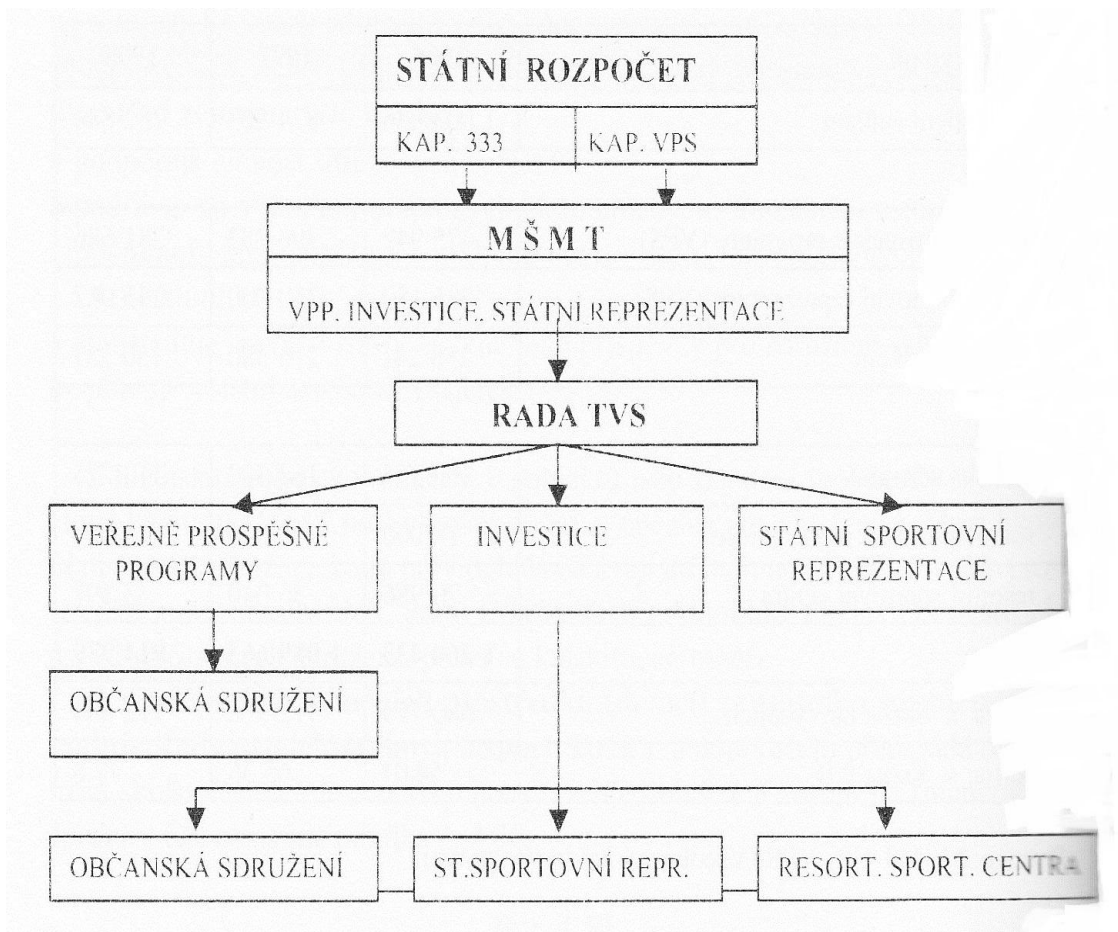 STÁTNÍ ROZPOČET
KAP. 333
KAP. VPS
M Š M T
VPP. INVESTICE. STÁTNÍ REPREZENTACE
RADA TVS
VEŘEJNĚ PROSPĚŠNÉ
PROGRAMY
INVESTICE
STÁTNÍ SPORTOVNÍ
REPREZENTACE
OBČANSKÁ SDRUŽENÍ
OBČANSKÁ SDRUŽENÍ
ST.SPORTOVNÍ REPR.
RESORT. SPORT. CENTRA